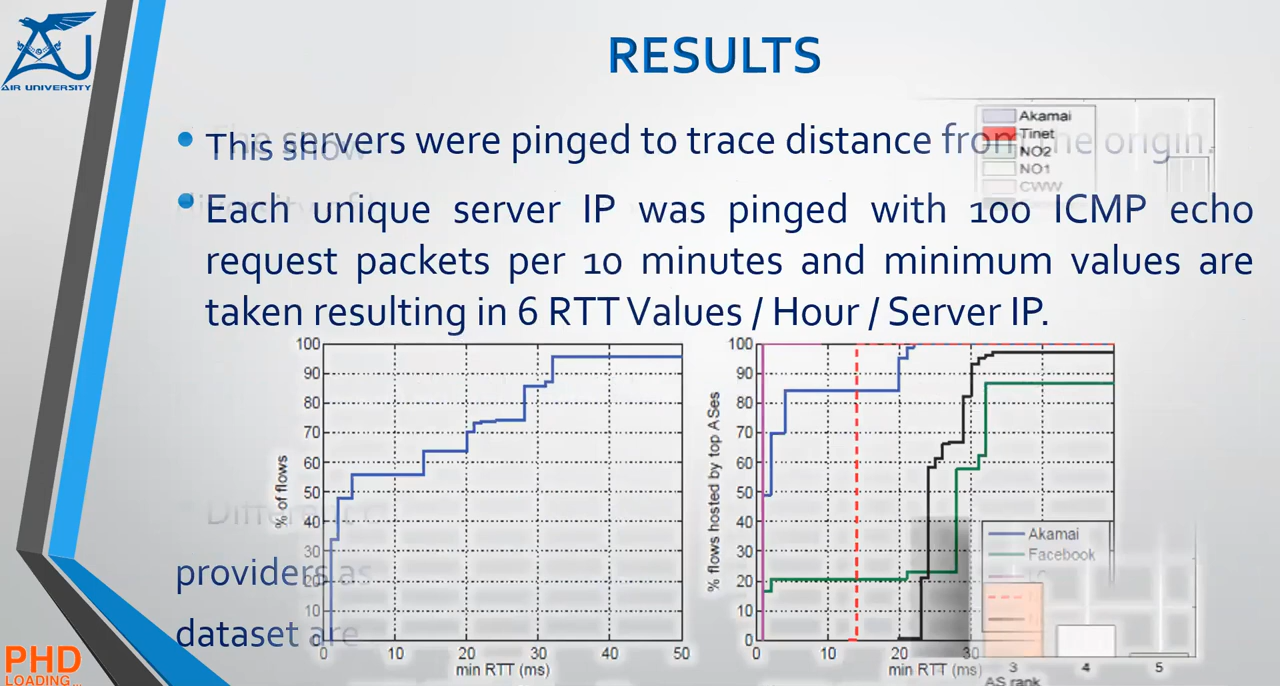 AIR UNIVERSITY
RESULTS
The servers were pinged to trace distance from the origin.
This show
Each unique server IP was pinged with 100 ICMP echo
request packets per 10 minutes and minimum values are
taken resulting in 6 RTT Values / Hour / Server IP.
Akamai
Tinet
NO2
NO1
CWW
100
90
80
70
60
50
40
30
20
10
0
% of flows
0 10 20 30 40 50
min RTT (ms)
100
90
80
70
60
50
40
30
20
10
0
% flows hosted by top ASes
0 10 20 30
min RTT (ms)
Akamai
Facebook
3 4 5
AS rank
Different
providers as
dataset are
PHD
LOADING...